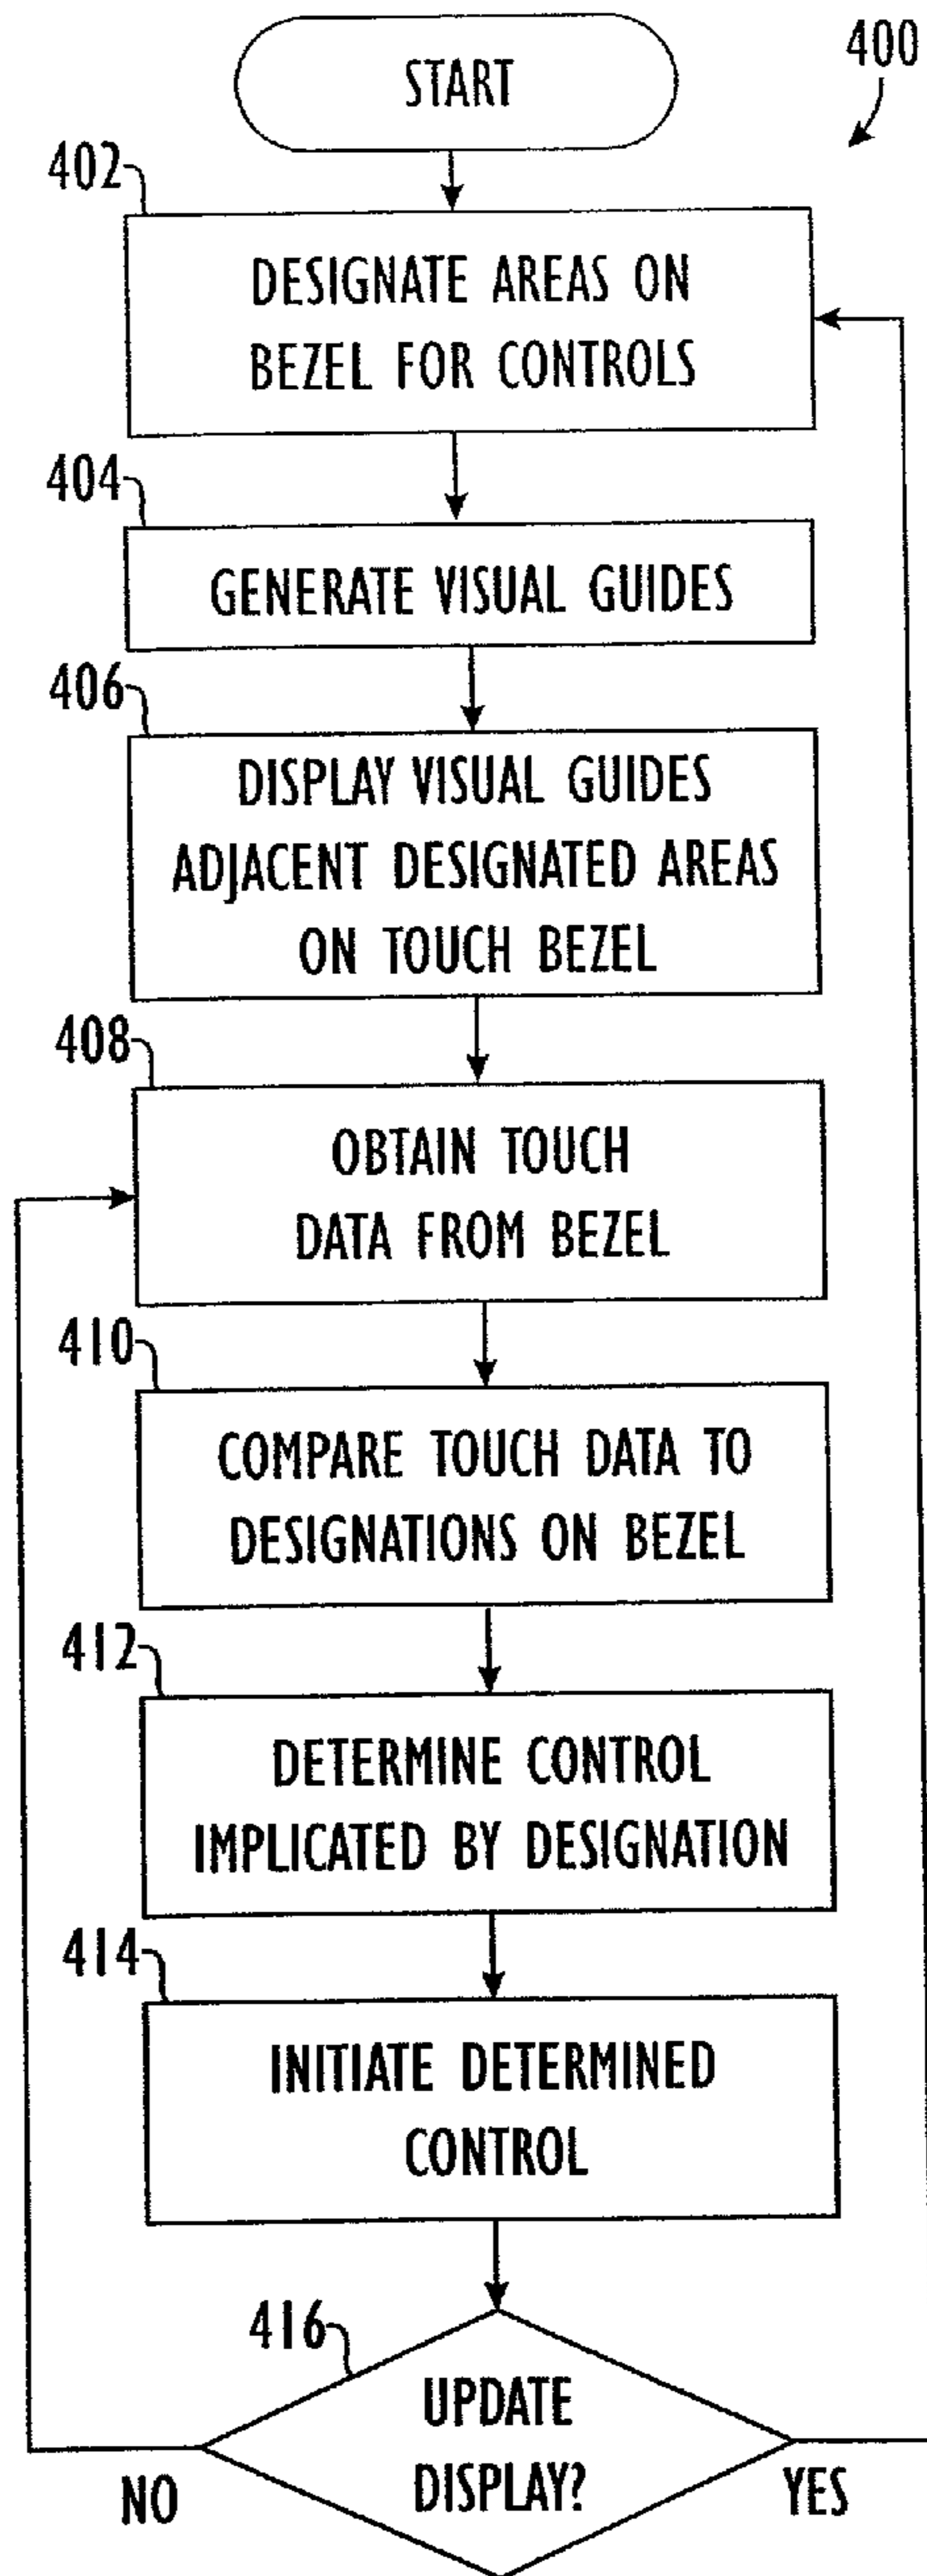 START
400
402
DESIGNATE AREAS ON
BEZEL FOR CONTROLS
404
GENERATE VISUAL GUIDES
406
DISPLAY VISUAL GUIDES
ADJACENT DESIGNATED AREAS
ON TOUCH BEZEL
408
OBTAIN TOUCH
DATA FROM BEZEL
410
COMPARE TOUCH DATA TO
DESIGNATIONS ON BEZEL
412
DETERMINE CONTROL
IMPLICATED BY DESIGNATION
414
INITIATE DETERMINED
CONTROL
416
UPDATE
DISPLAY?
NO
YES